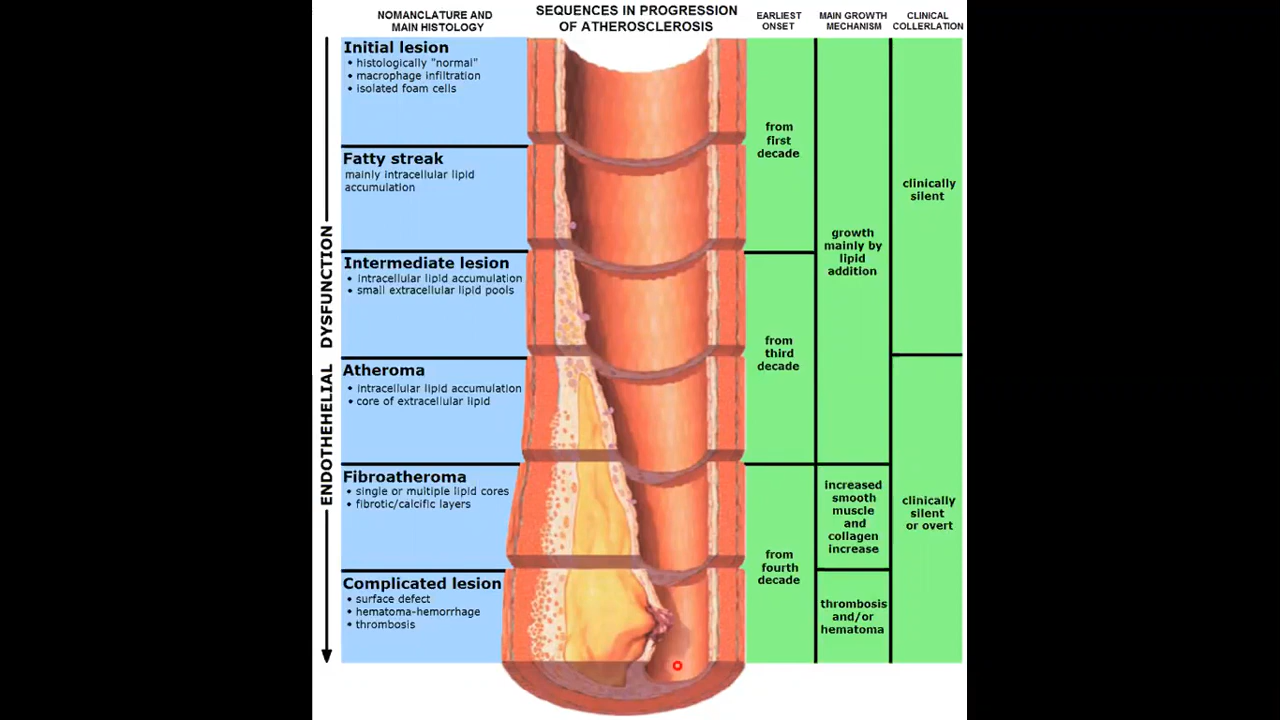 NOMANCLATURE AND
MAIN HISTOLOGY
SEQUENCES IN PROGRESSION
OF ATHEROSCLEROSIS
EARLIEST
ONSET
MAIN GROWTH
MECHANISM
CLINICAL
COLLERLATION
ENDOTHEHELIAL DYSFUNCTION
Initial lesion
• histologically "normal"
• macrophage infiltration
• isolated foam cells
Fatty streak
mainly intracellular lipid
accumulation
Intermediate lesion
• intracellular lipid accumulation
• small extracellular lipid pools
Atheroma
• intracellular lipid accumulation
• core of extracellular lipid
Fibroatheroma
• single or multiple lipid cores
• fibrotic/calcific layers
Complicated lesion
• surface defect
• hematoma-hemorrhage
• thrombosis
from
first
decade
from
third
decade
from
fourth
decade
growth
mainly by
lipid
addition
increased
smooth
muscle
and
collagen
increase
thrombosis
and/or
hematoma
clinically
silent
clinically
silent
or overt